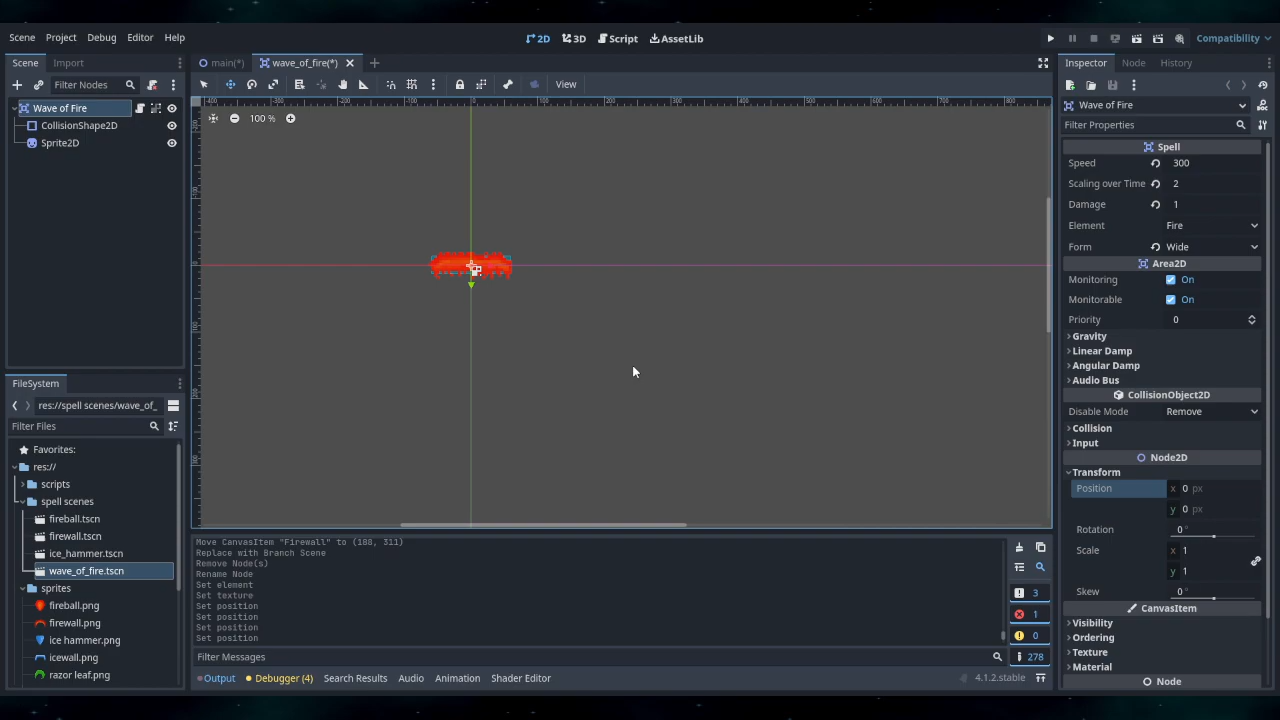 Scene Project Debug Editor Help
2D 3D Script AssetLib
Compatibility
Scene Import
main(*) wave_of_fire(*)
Inspector Node History
Filter Nodes
View
Wave of Fire
CollisionShape2D
Sprite2D
100 %
Wave of Fire
Filter Properties
Spell
Speed 300
Scaling over Time 2
Damage 1
Element Fire
Form Wide
Area2D
Monitoring On
Monitorable On
Priority 0
Gravity
Linear Damp
Angular Damp
Audio Bus
CollisionObject2D
Disable Mode Remove
Collision
Input
Node2D
Transform
Position x 0 px
y 0 px
Rotation 0 °
Scale x 1
y 1
Skew 0 °
CanvasItem
Visibility
Ordering
Texture
Material
Node
FileSystem
res://spell scenes/wave_of_
Filter Files
Favorites:
res://
scripts
spell scenes
fireball.tscn
firewall.tscn
ice_hammer.tscn
wave_of_fire.tscn
sprites
fireball.png
firewall.png
ice hammer.png
icewall.png
razor leaf.png
Move CanvasItem "Firewall" to (188, 311)
Replace with Branch Scene
Remove Node(s)
Rename Node
Set element
Set texture
Set position
Set position
Set position
Set position
3
1
0
278
Filter Messages
Output Debugger (4) Search Results Audio Animation Shader Editor
4.1.2.stable